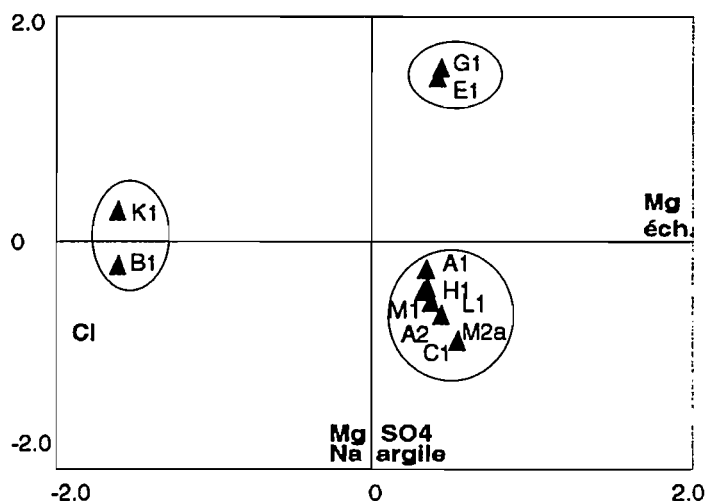 2.0
G1
E1
Mg
éch.
K1
0
B1
A1
H1
M1
L1
Cl
A2
M2a
C1
Mg SO4
-2.0
Na argile
-2.0
0
2.0